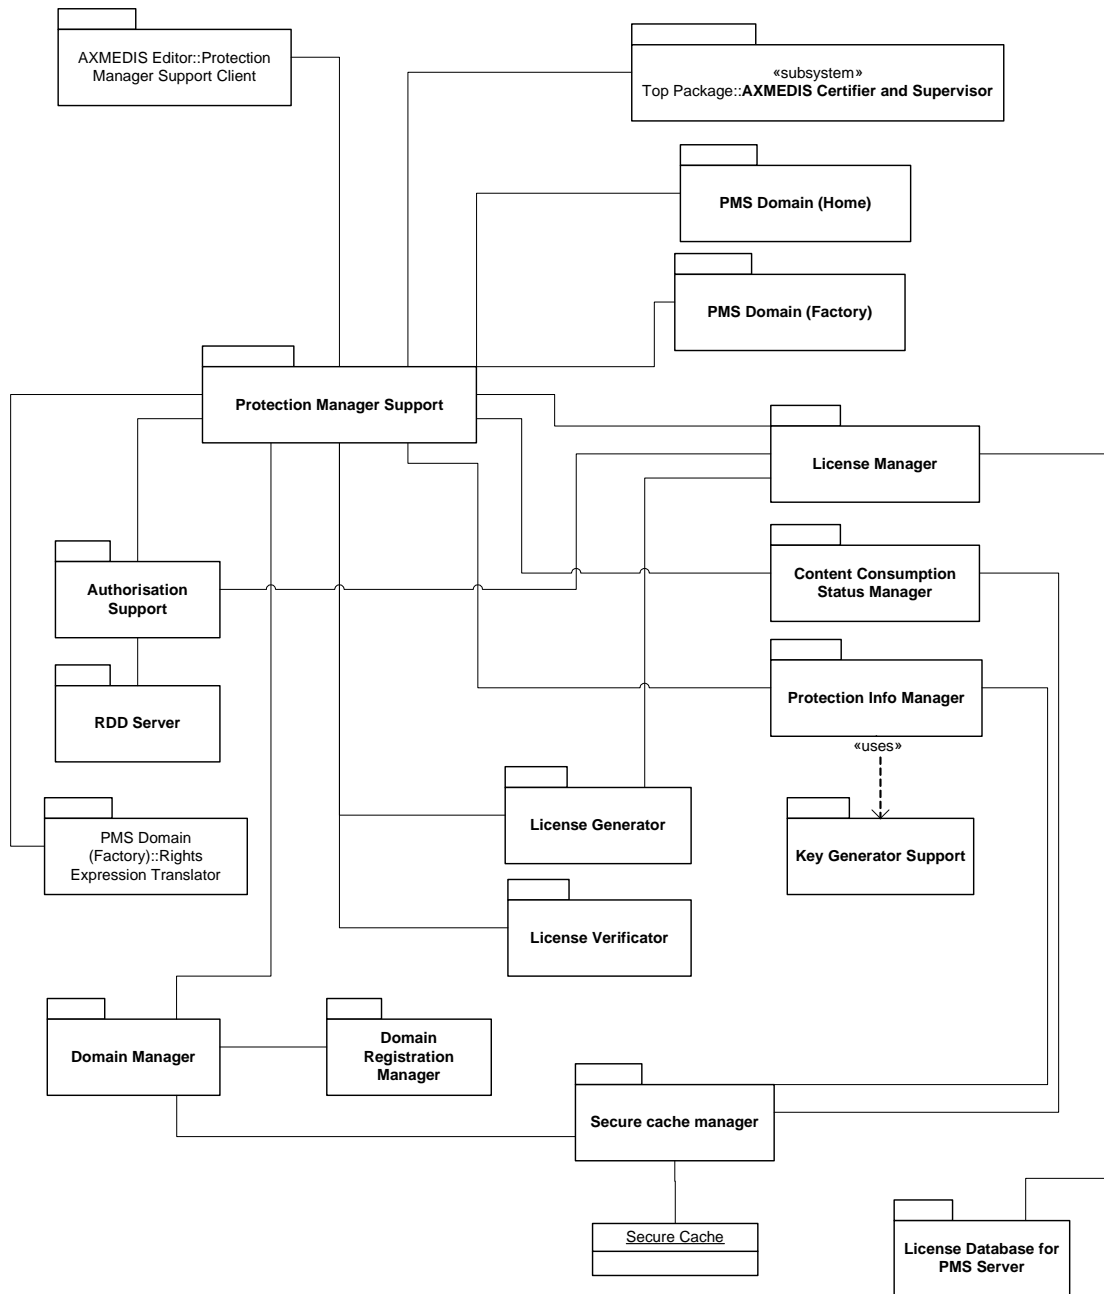 AXMEDIS Editor::Protection
Manager Support Client
«subsystem»
Top Package::AXMEDIS Certifier and Supervisor
PMS Domain (Home)
PMS Domain (Factory)
Protection Manager Support
License Manager
Content Consumption
Status Manager
Authorisation
Support
Protection Info Manager
RDD Server
«uses»
License Generator
Key Generator Support
PMS Domain
(Factory)::Rights
Expression Translator
License Verificator
Domain Manager
Domain
Registration
Manager
Secure cache manager
Secure Cache
License Database for
PMS Server